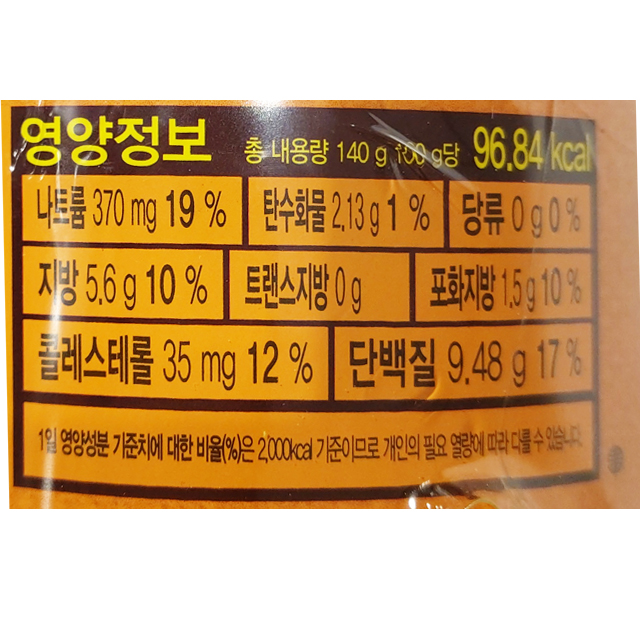 영양정보 총 내용량 140 g 100 g당 96.84 kcal
나트륨 370 mg 19 % 탄수화물 2.13 g 1 % 당류 0 g 0 %
지방 5.6 g 10 % 트랜스지방 0 g 포화지방 1.5 g 10 %
콜레스테롤 35 mg 12 % 단백질 9.48 g 17 %
1일 영양성분 기준치에 대한 비율(%)은 2,000kcal 기준이므로 개인의 필요 열량에 따라 다를 수 있습니다.